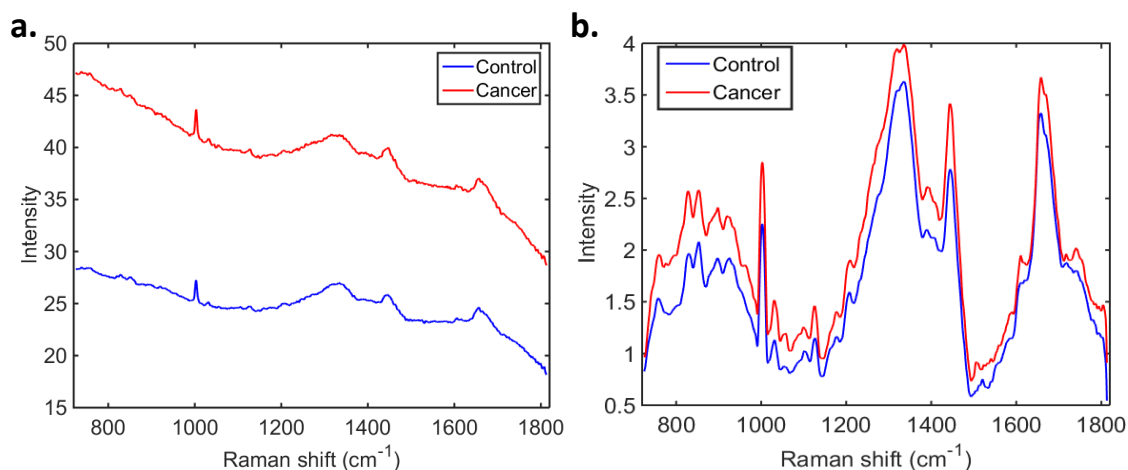 a.
50
45
40
35
30
25
20
15
Intensity
Control
Cancer
800 1000 1200 1400 1600 1800
Raman shift (cm⁻¹)
b.
4
3.5
3
2.5
2
1.5
1
0.5
Intensity
Control
Cancer
800 1000 1200 1400 1600 1800
Raman shift (cm⁻¹)